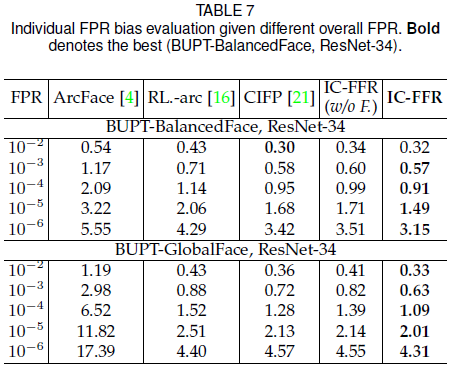 TABLE 7
Individual FPR bias evaluation given different overall FPR. Bold
denotes the best (BUPT-BalancedFace, ResNet-34).
FPR ArcFace [4] RL.-arc [16] CIFP [21] IC-FFR (w/o F.) IC-FFR
BUPT-BalancedFace, ResNet-34
10⁻² 0.54 0.43 0.30 0.34 0.32
10⁻³ 1.17 0.71 0.58 0.60 0.57
10⁻⁴ 2.09 1.14 0.95 0.99 0.91
10⁻⁵ 3.22 2.06 1.68 1.71 1.49
10⁻⁶ 5.55 4.29 3.42 3.51 3.15
BUPT-GlobalFace, ResNet-34
10⁻² 1.19 0.43 0.36 0.41 0.33
10⁻³ 2.98 0.88 0.72 0.82 0.63
10⁻⁴ 6.52 1.52 1.28 1.39 1.09
10⁻⁵ 11.82 2.51 2.13 2.14 2.01
10⁻⁶ 17.39 4.40 4.57 4.55 4.31